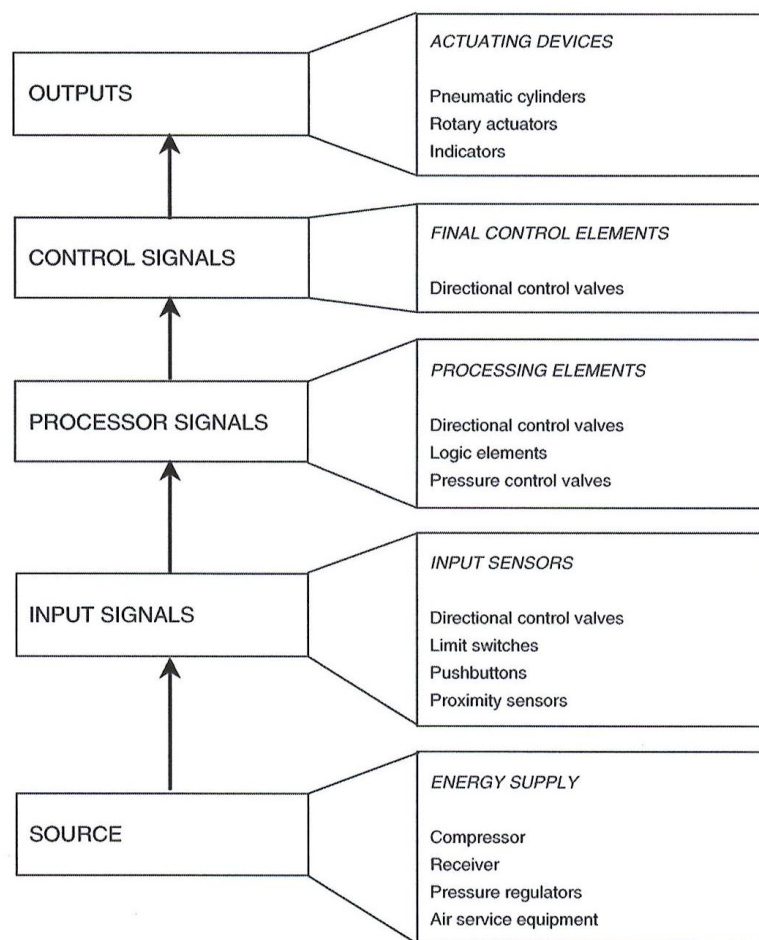 OUTPUTS
ACTUATING DEVICES
Pneumatic cylinders
Rotary actuators
Indicators
CONTROL SIGNALS
FINAL CONTROL ELEMENTS
Directional control valves
PROCESSOR SIGNALS
PROCESSING ELEMENTS
Directional control valves
Logic elements
Pressure control valves
INPUT SIGNALS
INPUT SENSORS
Directional control valves
Limit switches
Pushbuttons
Proximity sensors
SOURCE
ENERGY SUPPLY
Compressor
Receiver
Pressure regulators
Air service equipment